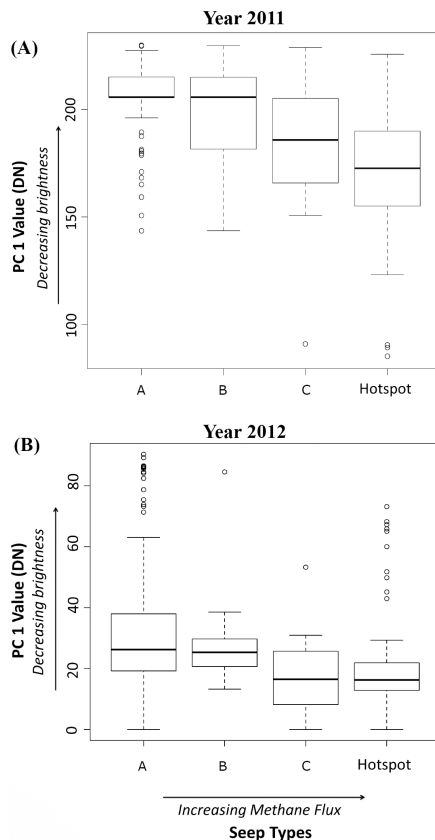 Year 2011
(A)
PC 1 Value (DN)
Decreasing brightness
200
150
100
A B C Hotspot
Year 2012
(B)
PC 1 Value (DN)
Decreasing brightness
80
60
40
20
0
A B C Hotspot
Increasing Methane Flux
Seep Types